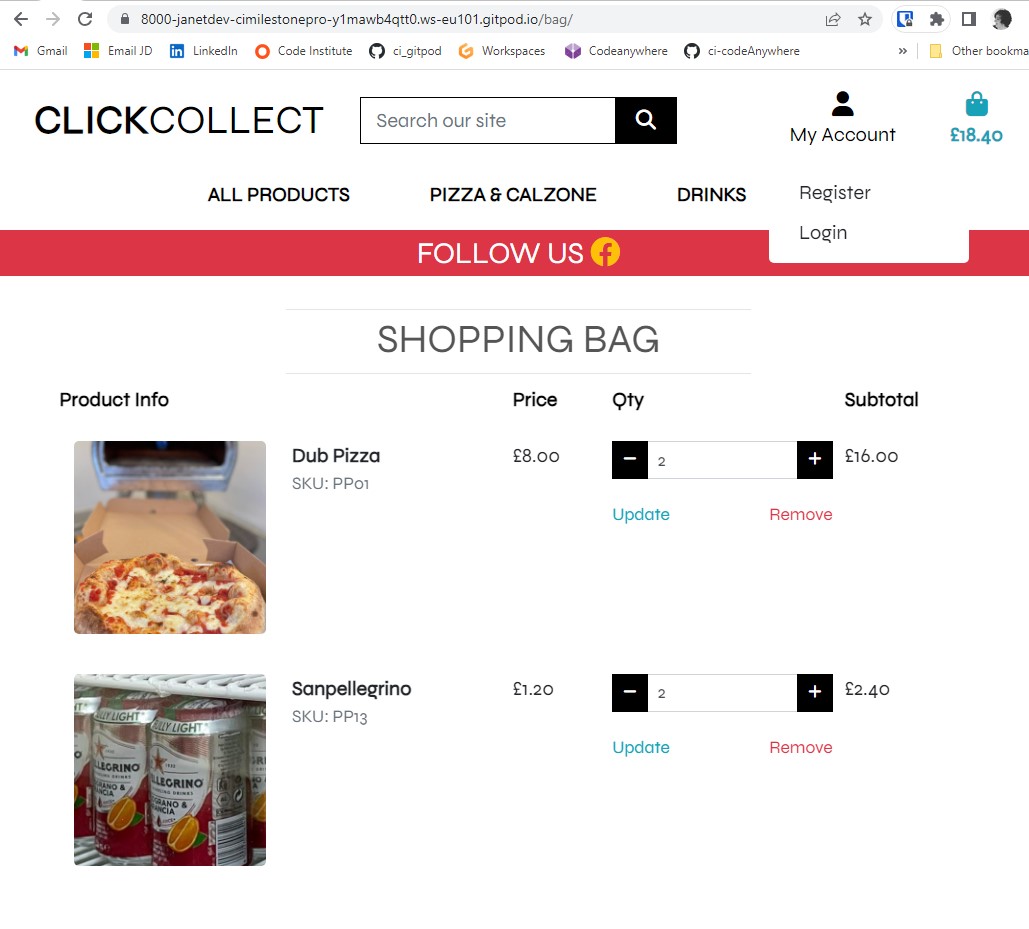 8000-janetdev-cimilestonepro-y1mawb4qtt0.ws-eu101.gitpod.io/bag/
Gmail Email JD LinkedIn Code Institute ci_gitpod Workspaces Codeanywhere ci-codeAnywhere » Other bookma
CLICKCOLLECT
Search our site
My Account
£18.40
ALL PRODUCTS PIZZA & CALZONE DRINKS
Register
Login
FOLLOW US
SHOPPING BAG
Product Info Price Qty Subtotal
Dub Pizza £8.00 2 £16.00
SKU: PP01
Update Remove
Sanpellegrino £1.20 2 £2.40
SKU: PP13
Update Remove
LLEGRINO
PELLEGRINO